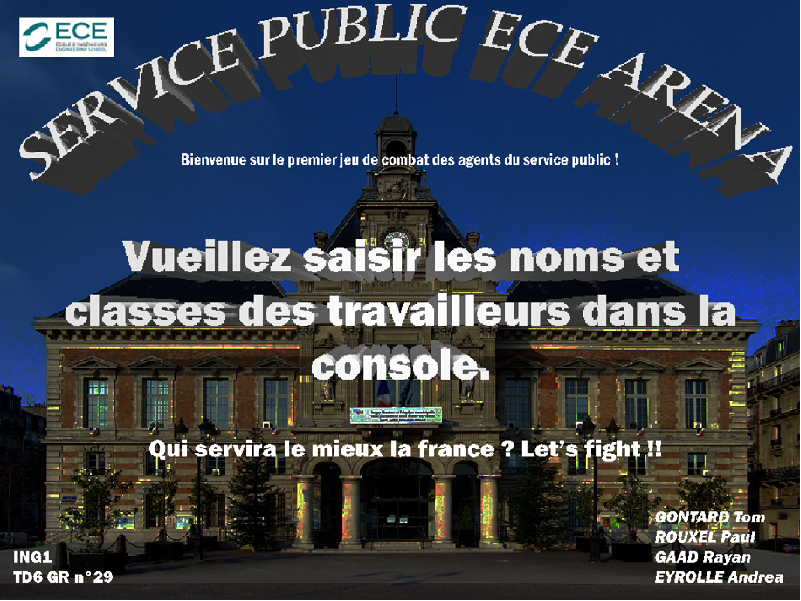 ECE
ÉCOLE D'INGÉNIEURS
ENGINEERING SCHOOL
SERVICE PUBLIC ECE ARENA
Bienvenue sur le premier jeu de combat des agents du service public !
Vueillez saisir les noms et
classes des travailleurs dans la
console.
Qui servira le mieux la france ? Let's fight !!
GONTARD Tom
ROUXEL Paul
GAAD Rayan
EYROLLE Andrea
ING1
TD6 GR n°29